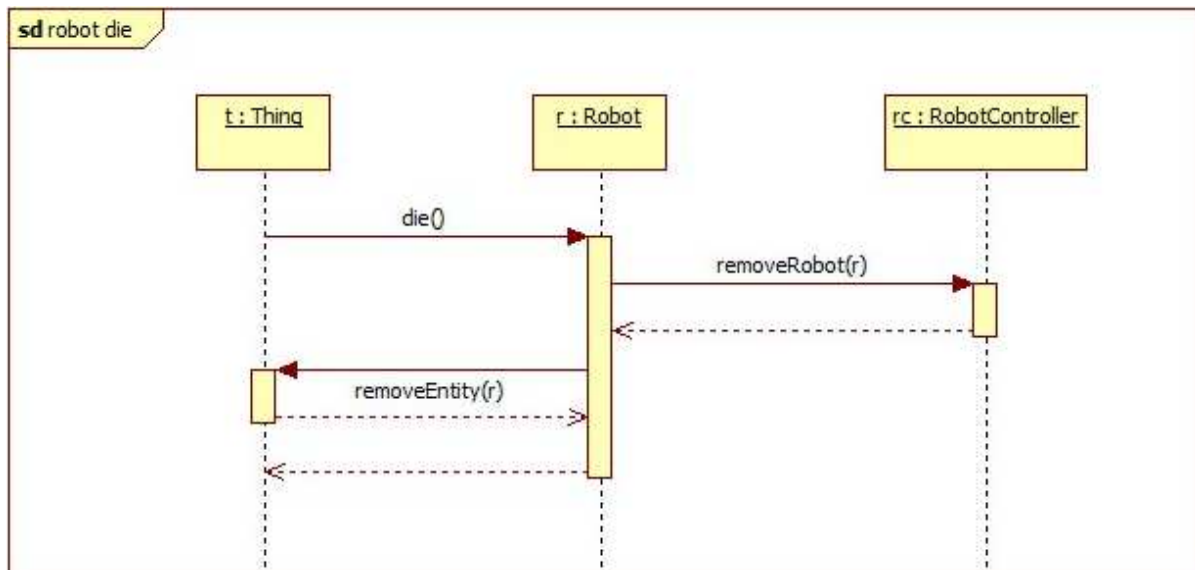 sd robot die
t : Thing
r : Robot
rc : RobotController
die()
removeRobot(r)
removeEntity(r)